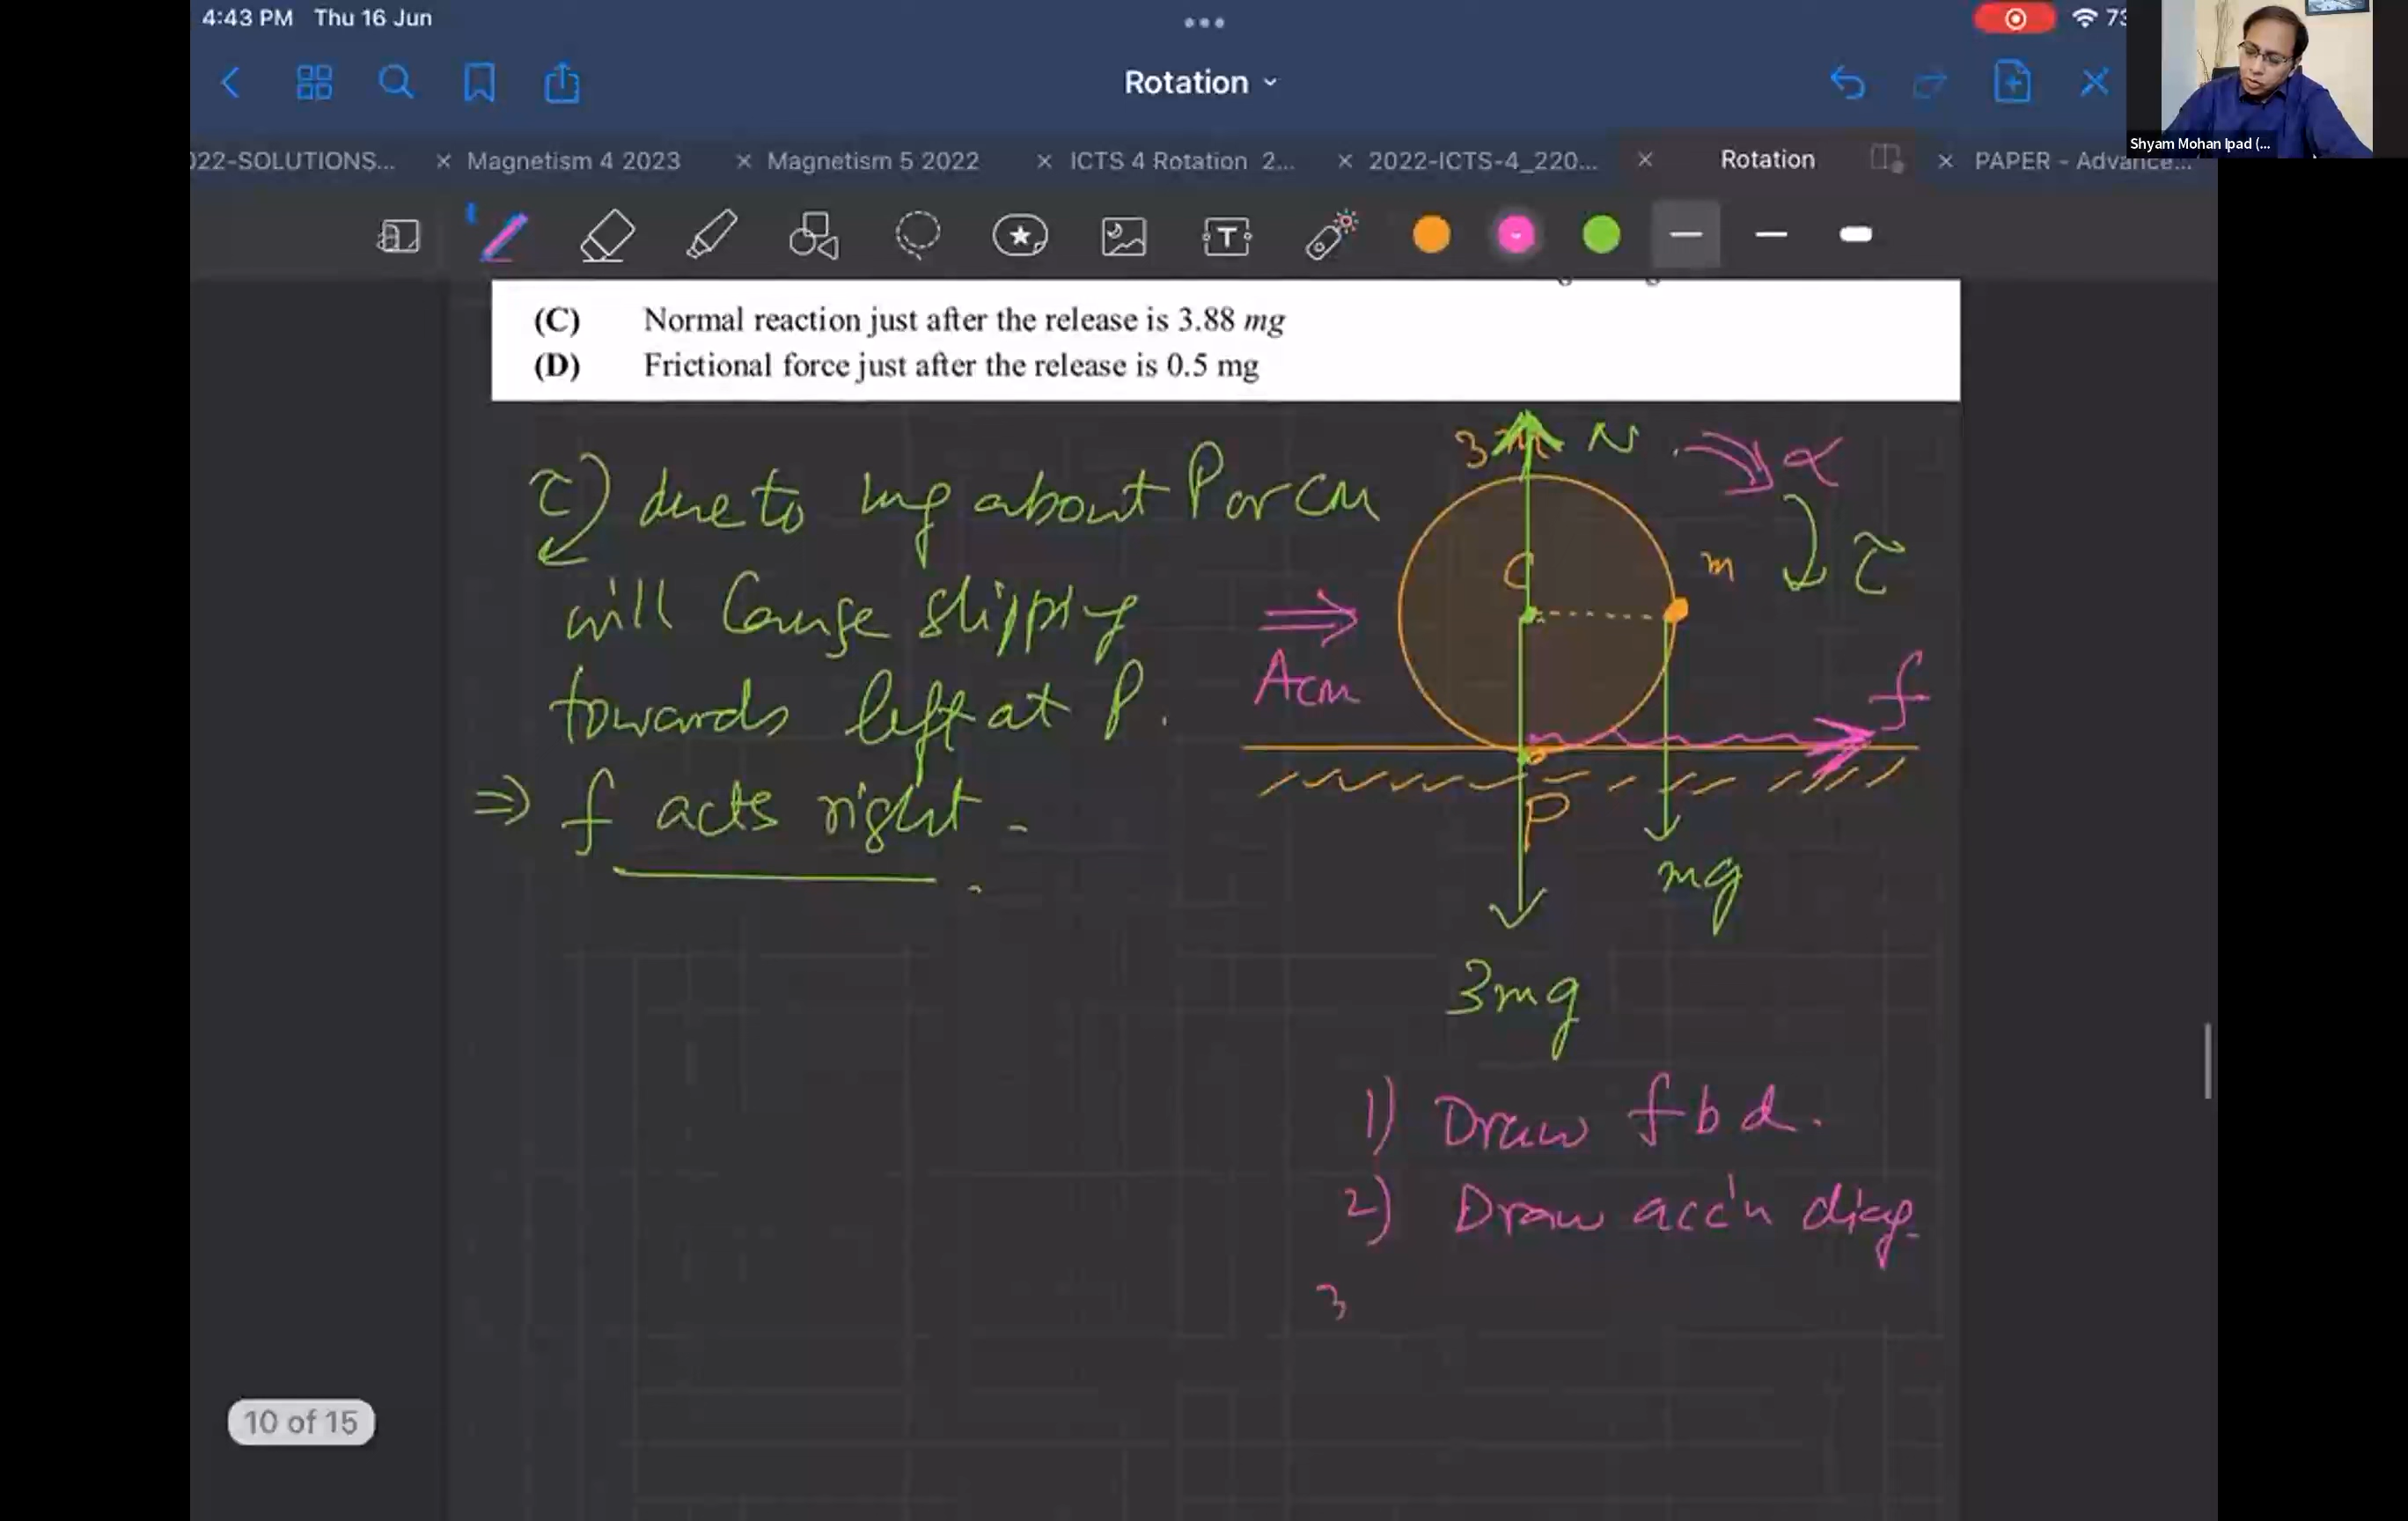 4:43 PM Thu 16 Jun
73
Rotation
022-SOLUTIONS...
Magnetism 4 2023
Magnetism 5 2022
ICTS 4 Rotation 2...
2022-ICTS-4_220...
Rotation
PAPER - Advance...
Shyam Mohan Ipad (...
T
(C) Normal reaction just after the release is 3.88 mg
(D) Frictional force just after the release is 0.5 mg
τ due to mg about P or CM
will Cause slipping
towards left at P.
⇒ f acts right.
3m N α
C m τ
Acm f
P
mg
3mg
1) Draw fbd.
2) Draw acc'n diag.
3
10 of 15